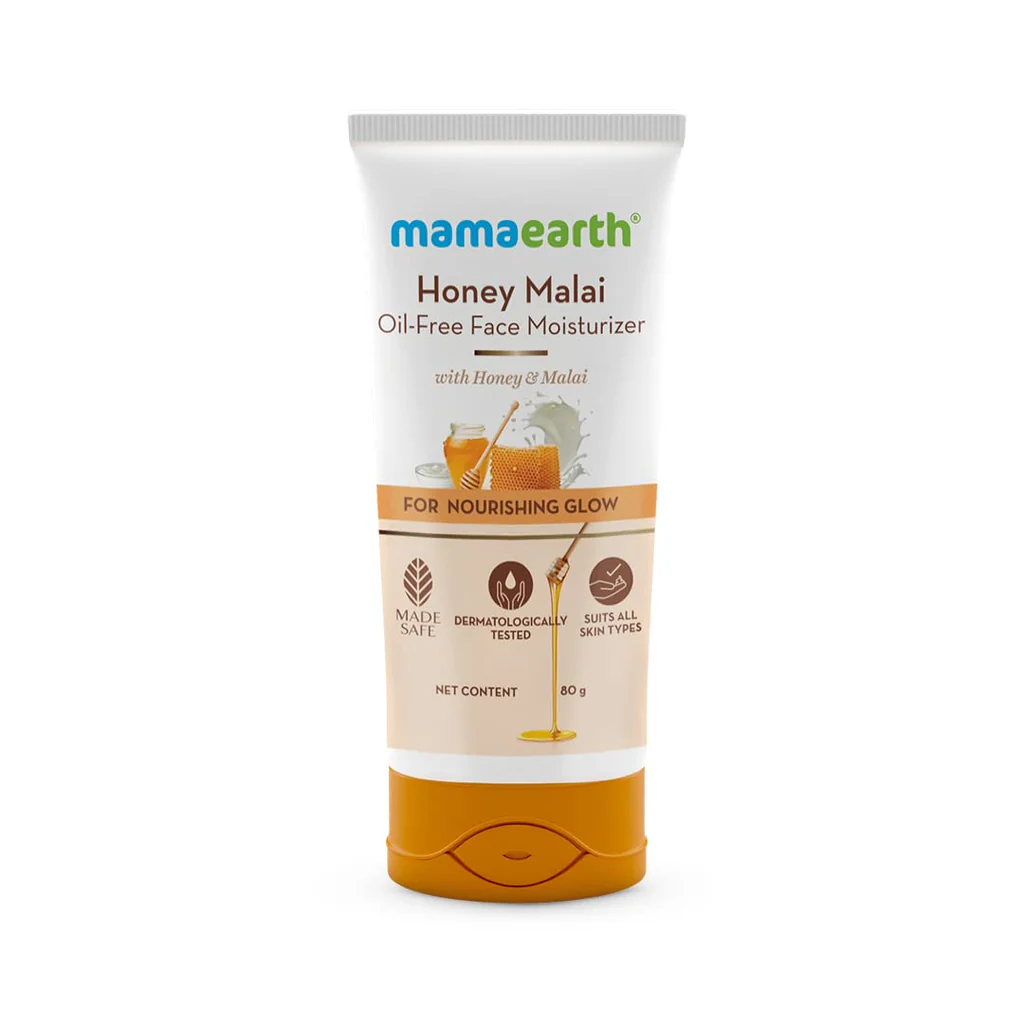 mamaearth®
Honey Malai
Oil-Free Face Moisturizer
with Honey & Malai
FOR NOURISHING GLOW
MADE
SAFE
DERMATOLOGICALLY
TESTED
SUITS ALL
SKIN TYPES
NET CONTENT 80 g